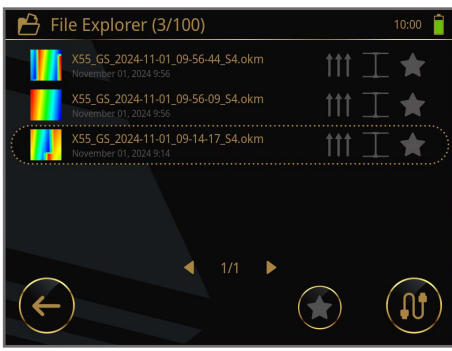 File Explorer (3/100)
10:00
X55_GS_2024-11-01_09-56-44_S4.okm
November 01, 2024 9:56
X55_GS_2024-11-01_09-56-09_S4.okm
November 01, 2024 9:56
X55_GS_2024-11-01_09-14-17_S4.okm
November 01, 2024 9:14
1/1